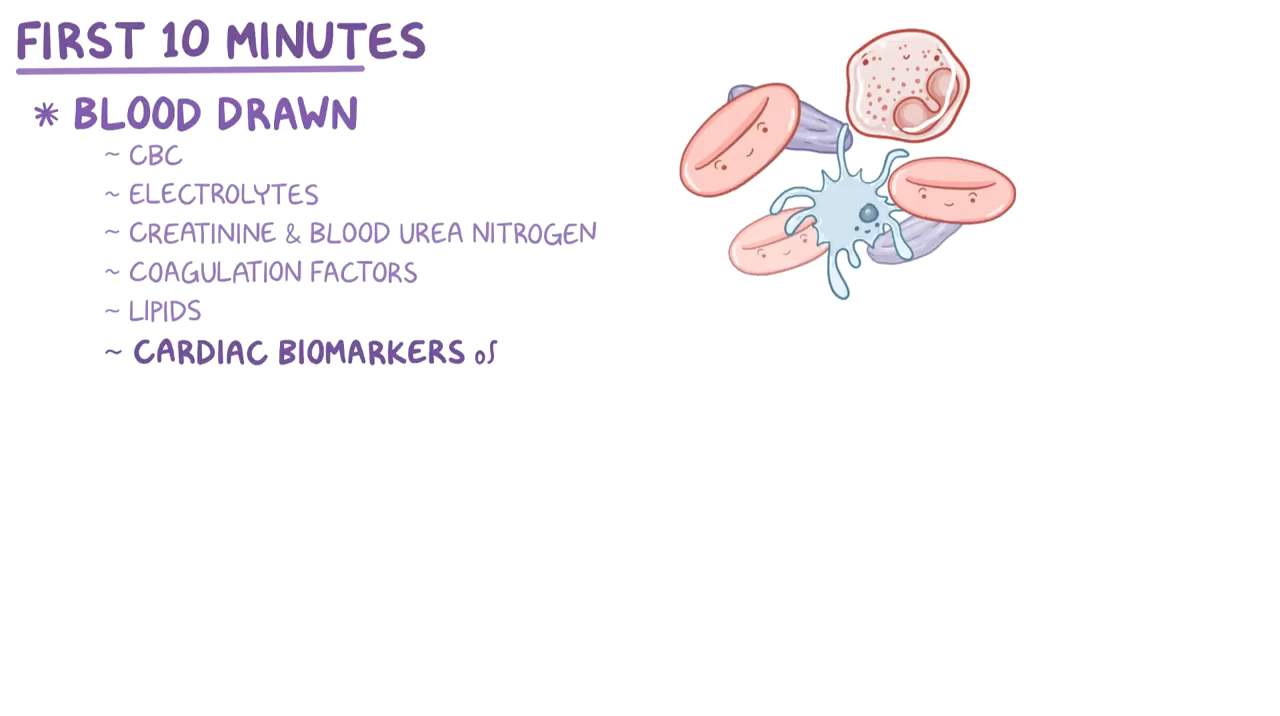 FIRST 10 MINUTES
* BLOOD DRAWN
~ CBC
~ ELECTROLYTES
~ CREATININE & BLOOD UREA NITROGEN
~ COAGULATION FACTORS
~ LIPIDS
~ CARDIAC BIOMARKERS